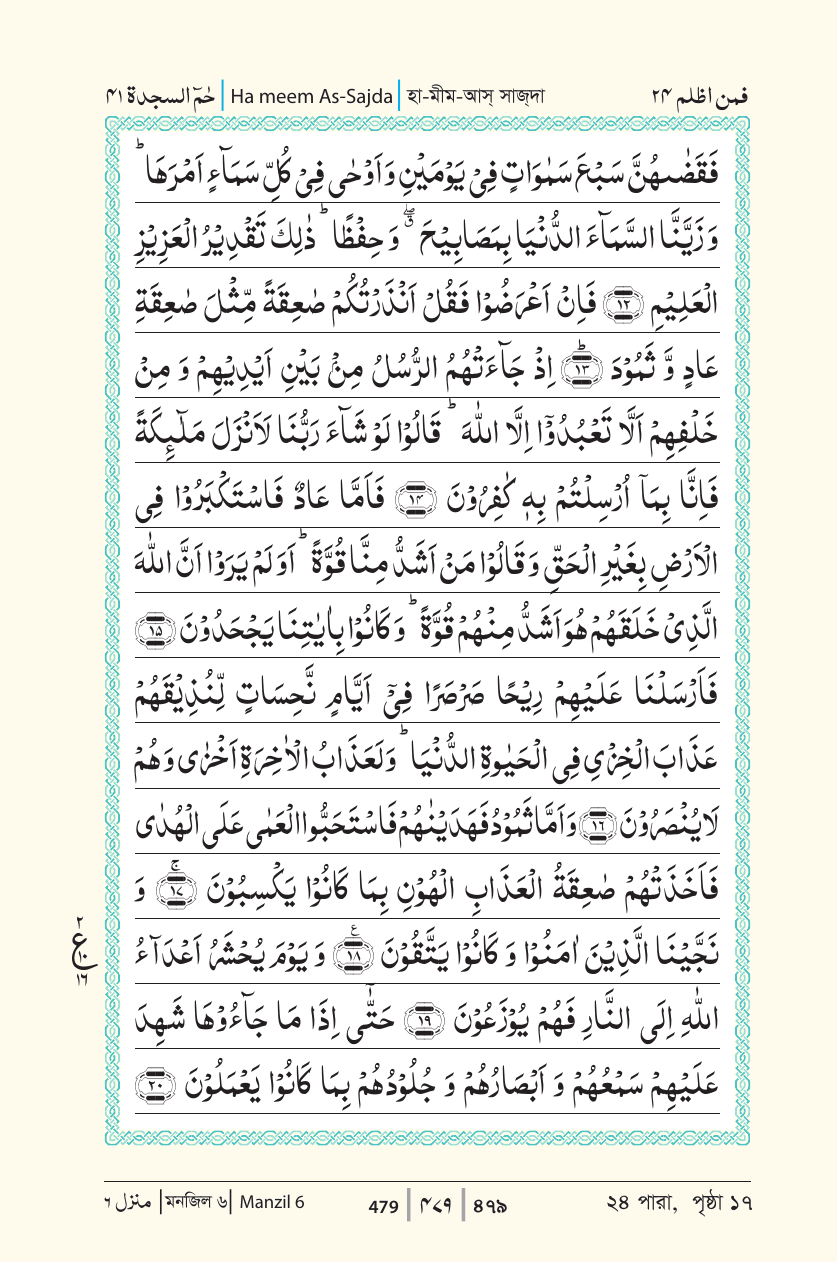 حٰمٓ السجدة ۴۱ | Ha meem As-Sajda | হা-মীম-আস্ সাজ্‌দা فمن اظلم ۲۴
فَقَضٰىهُنَّ سَبْعَ سَمٰوَاتٍ فِيْ يَوْمَيْنِ وَاَوْحٰى فِيْ كُلِّ سَمَآءٍ اَمْرَهَا ؕ
وَ زَيَّنَّا السَّمَآءَ الدُّنْيَا بِمَصَابِيْحَ ۖۗ وَ حِفْظًا ؕ ذٰلِكَ تَقْدِيْرُ الْعَزِيْزِ
الْعَلِيْمِ ۝۱۲ فَاِنْ اَعْرَضُوْا فَقُلْ اَنْذَرْتُكُمْ صٰعِقَةً مِّثْلَ صٰعِقَةِ
عَادٍ وَّ ثَمُوْدَ ؕ۝۱۳ اِذْ جَآءَتْهُمُ الرُّسُلُ مِنْۢ بَيْنِ اَيْدِيْهِمْ وَ مِنْ
خَلْفِهِمْ اَلَّا تَعْبُدُوْٓا اِلَّا اللّٰهَ ؕ قَالُوْا لَوْ شَآءَ رَبُّنَا لَاَنْزَلَ مَلٰٓئِكَةً
فَاِنَّا بِمَآ اُرْسِلْتُمْ بِهٖ كٰفِرُوْنَ ۝۱۴ فَاَمَّا عَادٌ فَاسْتَكْبَرُوْا فِي
الْاَرْضِ بِغَيْرِ الْحَقِّ وَ قَالُوْا مَنْ اَشَدُّ مِنَّا قُوَّةً ؕ اَوَ لَمْ يَرَوْا اَنَّ اللّٰهَ
الَّذِيْ خَلَقَهُمْ هُوَ اَشَدُّ مِنْهُمْ قُوَّةً ؕ وَ كَانُوْا بِاٰيٰتِنَا يَجْحَدُوْنَ ۝۱۵
فَاَرْسَلْنَا عَلَيْهِمْ رِيْحًا صَرْصَرًا فِيْٓ اَيَّامٍ نَّحِسَاتٍ لِّنُذِيْقَهُمْ
عَذَابَ الْخِزْيِ فِي الْحَيٰوةِ الدُّنْيَا ؕ وَ لَعَذَابُ الْاٰخِرَةِ اَخْزٰى وَ هُمْ
لَا يُنْصَرُوْنَ ۝۱۶ وَ اَمَّا ثَمُوْدُ فَهَدَيْنٰهُمْ فَاسْتَحَبُّوا الْعَمٰى عَلَى الْهُدٰى
فَاَخَذَتْهُمْ صٰعِقَةُ الْعَذَابِ الْهُوْنِ بِمَا كَانُوْا يَكْسِبُوْنَ ۚ۝۱۷ وَ
نَجَّيْنَا الَّذِيْنَ اٰمَنُوْا وَ كَانُوْا يَتَّقُوْنَ ۝۱۸ وَ يَوْمَ يُحْشَرُ اَعْدَآءُ
۲
ع
۱۰
۱۶
اللّٰهِ اِلَى النَّارِ فَهُمْ يُوْزَعُوْنَ ۝۱۹ حَتّٰٓى اِذَا مَا جَآءُوْهَا شَهِدَ
عَلَيْهِمْ سَمْعُهُمْ وَ اَبْصَارُهُمْ وَ جُلُوْدُهُمْ بِمَا كَانُوْا يَعْمَلُوْنَ ۝۲۰
منزل ۶ | মনজিল ৬ | Manzil 6 479 | ۴۷۹ | ৪৭৯ ২৪ পারা, পৃষ্ঠা ১৭